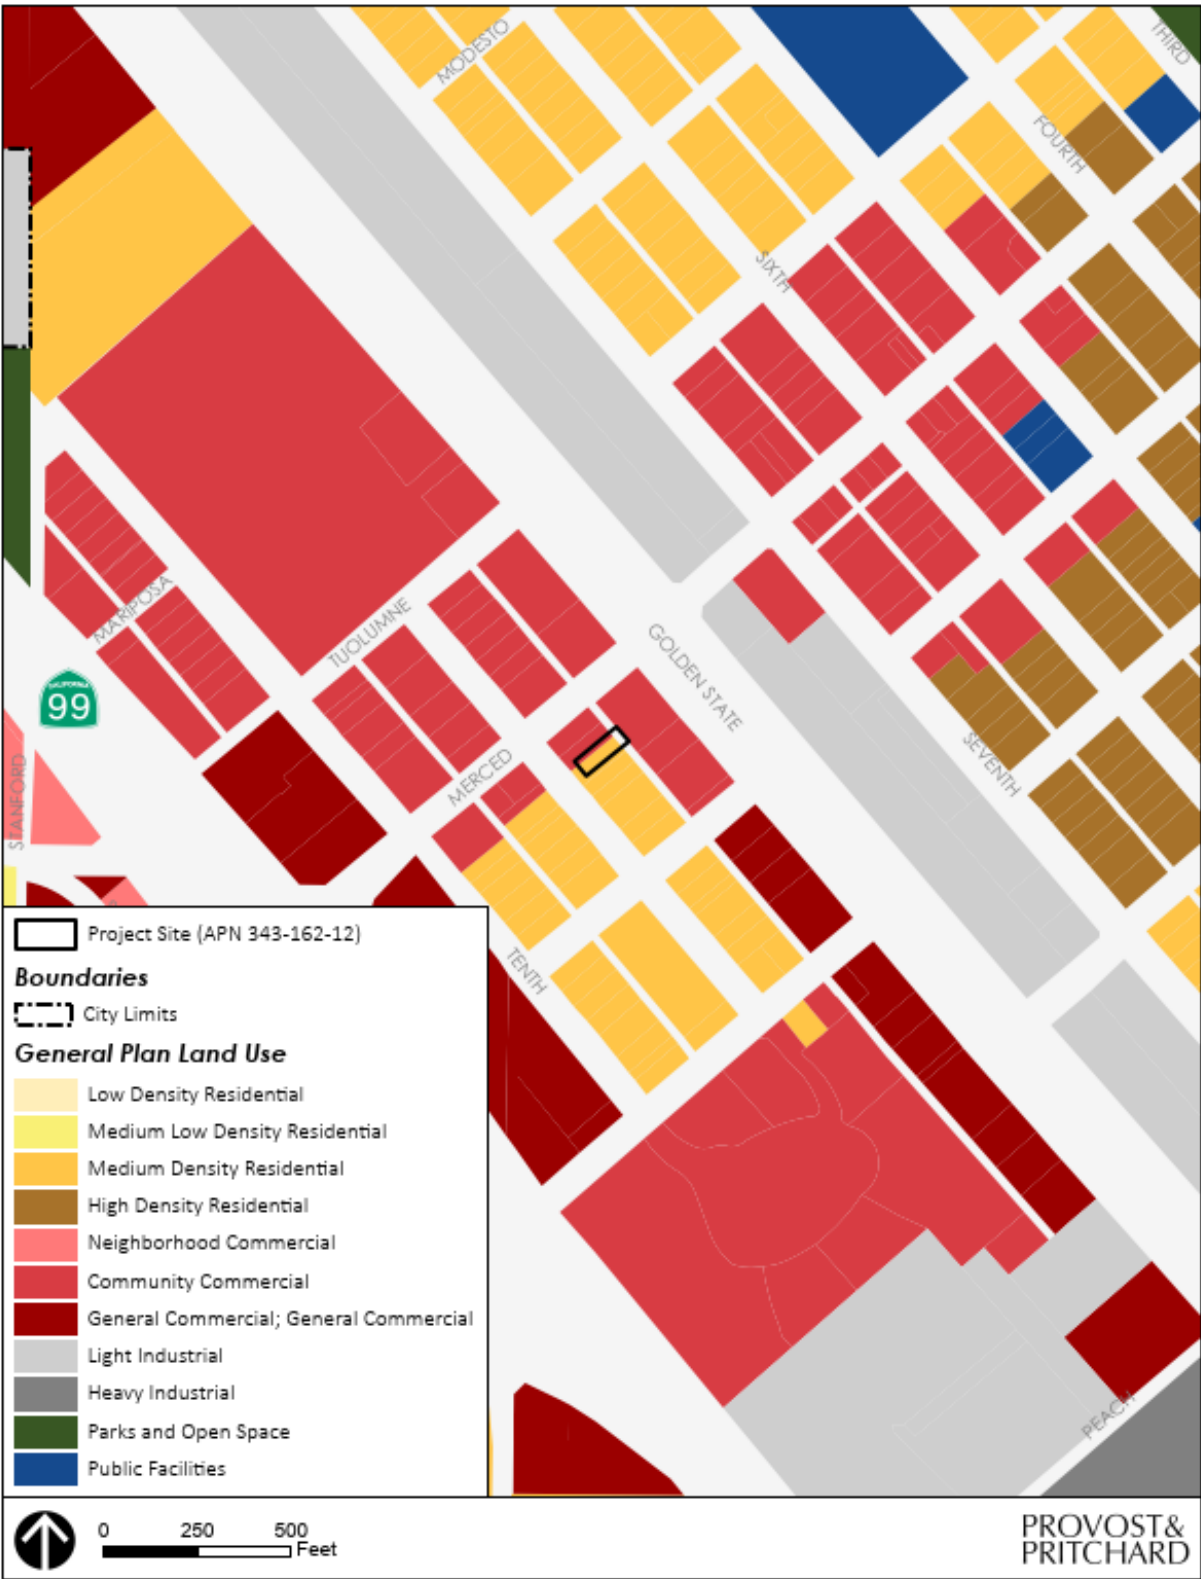 MODESTO
THIRD
FOURTH
SIXTH
MARIPOSA
TUOLUMNE
GOLDEN STATE
CALIFORNIA
99
MERCED
SEVENTH
STANFORD
TENTH
PEACH
Project Site (APN 343-162-12)
Boundaries
City Limits
General Plan Land Use
Low Density Residential
Medium Low Density Residential
Medium Density Residential
High Density Residential
Neighborhood Commercial
Community Commercial
General Commercial; General Commercial
Light Industrial
Heavy Industrial
Parks and Open Space
Public Facilities
0 250 500
Feet
PROVOST&
PRITCHARD